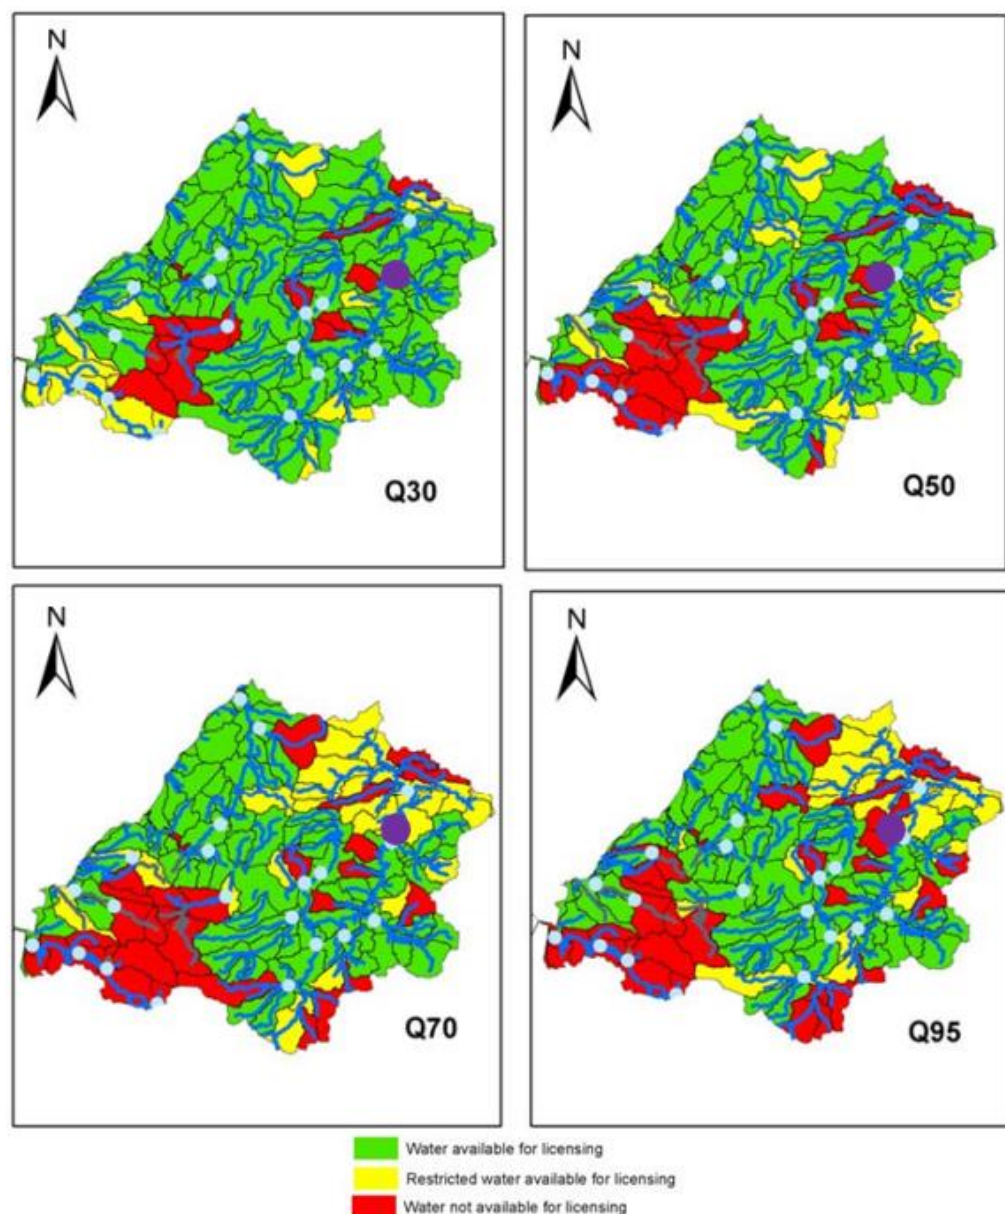 N
N
Q30
Q50
N
N
Q70
Q95
Water available for licensing
Restricted water available for licensing
Water not available for licensing